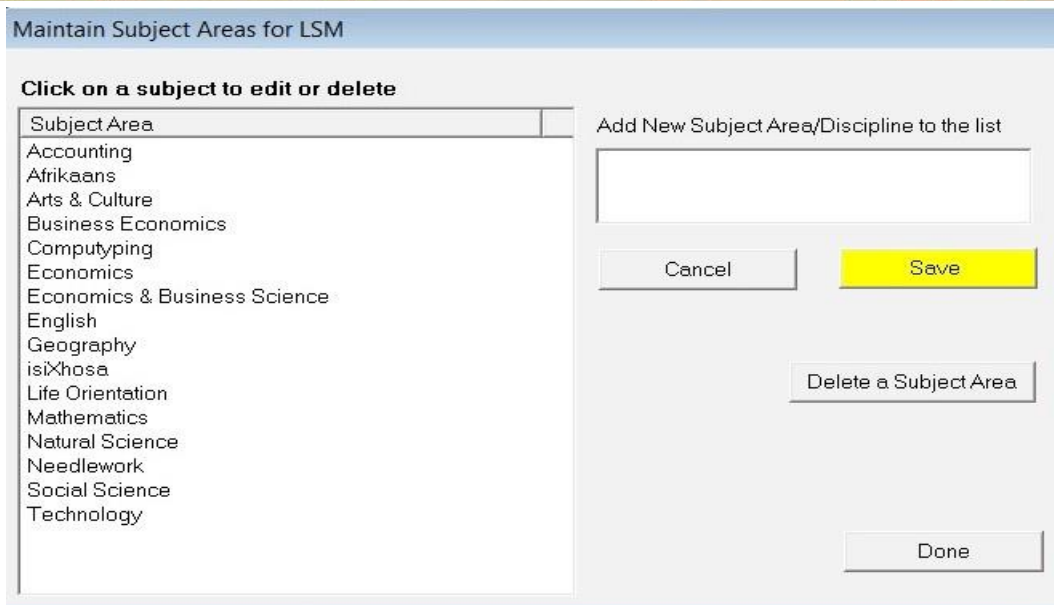 Maintain Subject Areas for LSM
Click on a subject to edit or delete
Subject Area
Accounting
Afrikaans
Arts & Culture
Business Economics
Computyping
Economics
Economics & Business Science
English
Geography
isiXhosa
Life Orientation
Mathematics
Natural Science
Needlework
Social Science
Technology
Add New Subject Area/Discipline to the list
Cancel
Save
Delete a Subject Area
Done